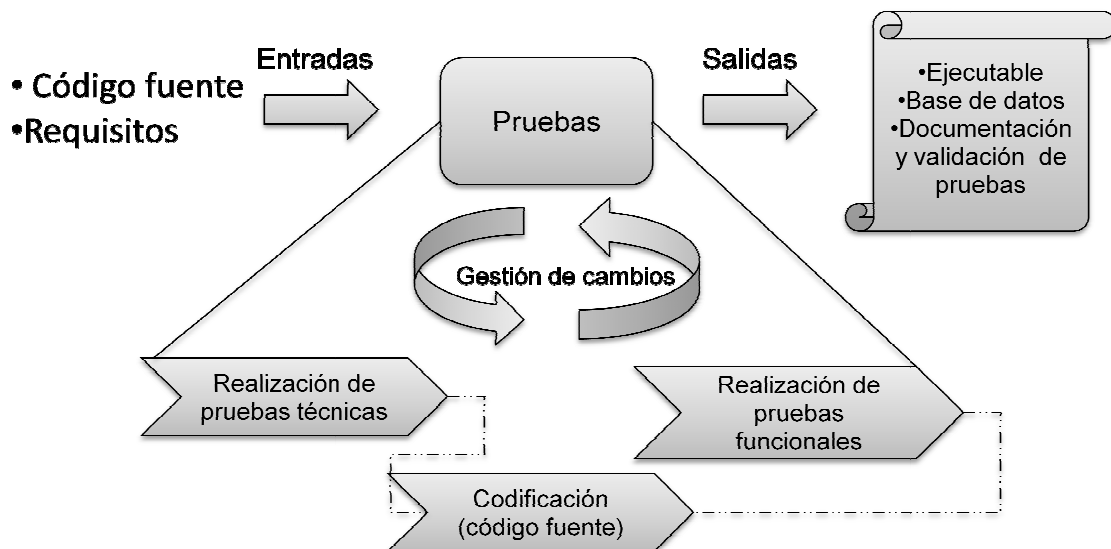 Entradas
• Código fuente
•Requisitos
Pruebas
Salidas
•Ejecutable
•Base de datos
•Documentación
y validación de
pruebas
Gestión de cambios
Realización de
pruebas técnicas
Realización de
pruebas
funcionales
Codificación
(código fuente)